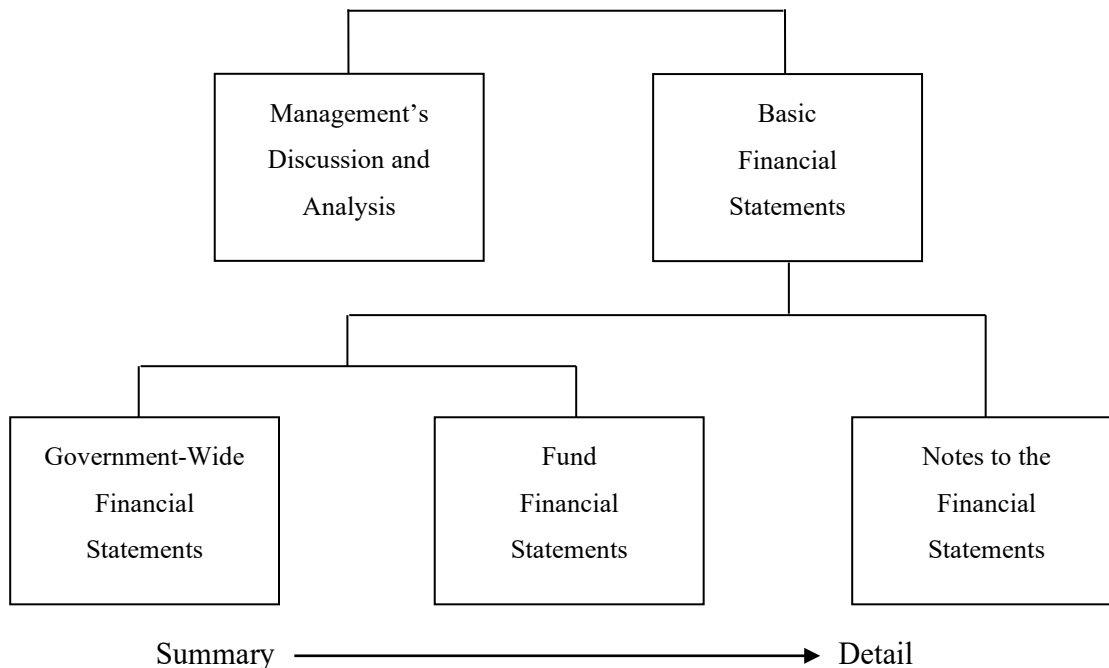 Management’s
Discussion and
Analysis
Basic
Financial
Statements
Government-Wide
Financial
Statements
Fund
Financial
Statements
Notes to the
Financial
Statements
Summary
Detail